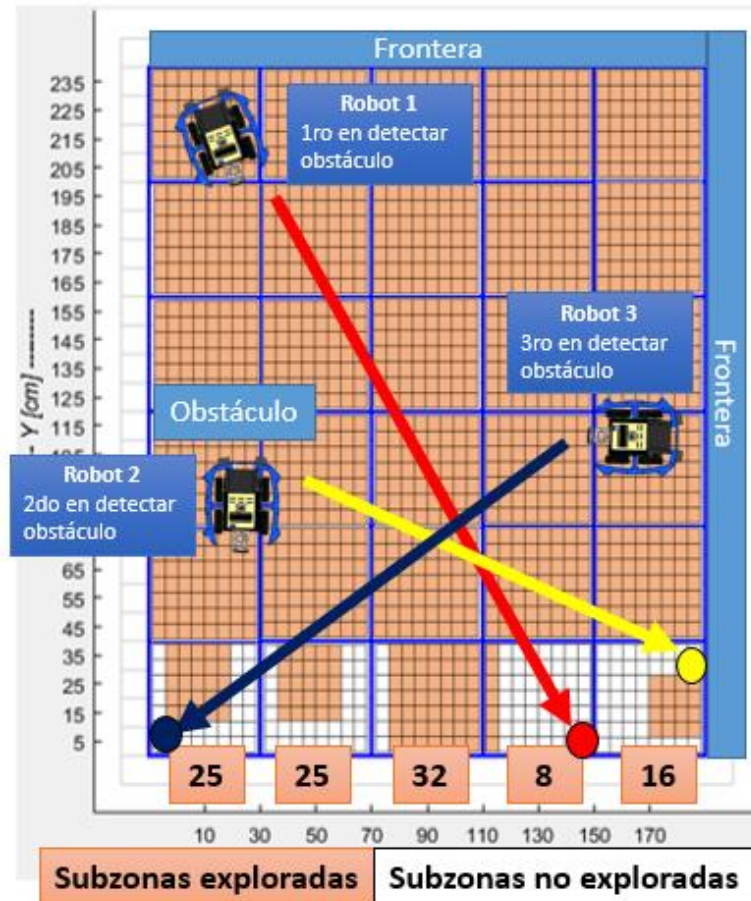 Frontera
Robot 1
1ro en detectar
obstáculo
Robot 3
3ro en detectar
obstáculo
Frontera
Obstáculo
Robot 2
2do en detectar
obstáculo
Y [cm] --------
235
225
215
205
195
185
175
165
155
145
135
125
115
65
55
45
35
25
15
5
25
25
32
8
16
10
30
50
70
90
110
130
150
170
Subzonas exploradas
Subzonas no exploradas